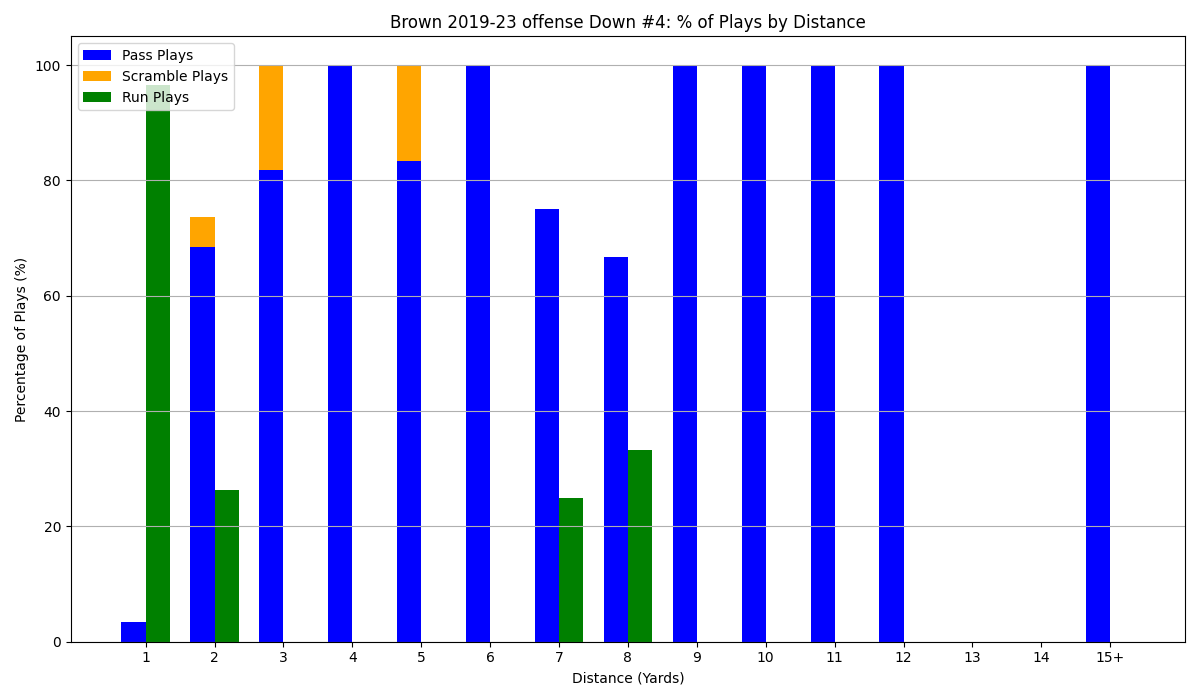 Brown 2019-23 offense Down #4: % of Plays by Distance
Pass Plays
Scramble Plays
Run Plays
Percentage of Plays (%)
100
80
60
40
20
0
1 2 3 4 5 6 7 8 9 10 11 12 13 14 15+
Distance (Yards)